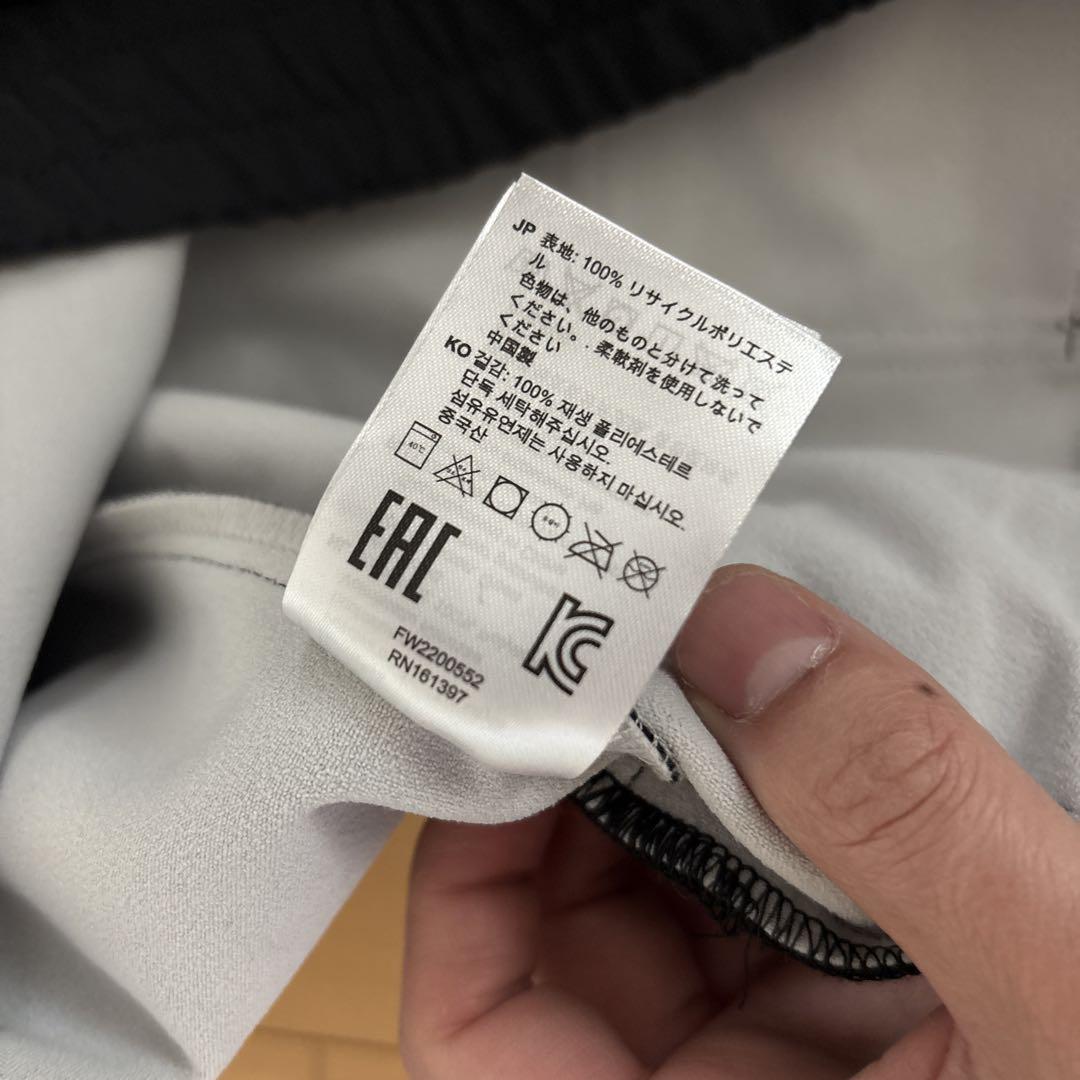 JP 表地: 100% リサイクルポリエステ
ル
色物は、他のものと分けて洗って
ください。. 柔軟剤を使用しないで
ください
中国製
KO 겉감: 100% 재생 폴리에스테르
단독 세탁해주십시오.
섬유유연제는 사용하지 마십시오.
중국산
40℃
EAC
KC
FW2200552
RN161397